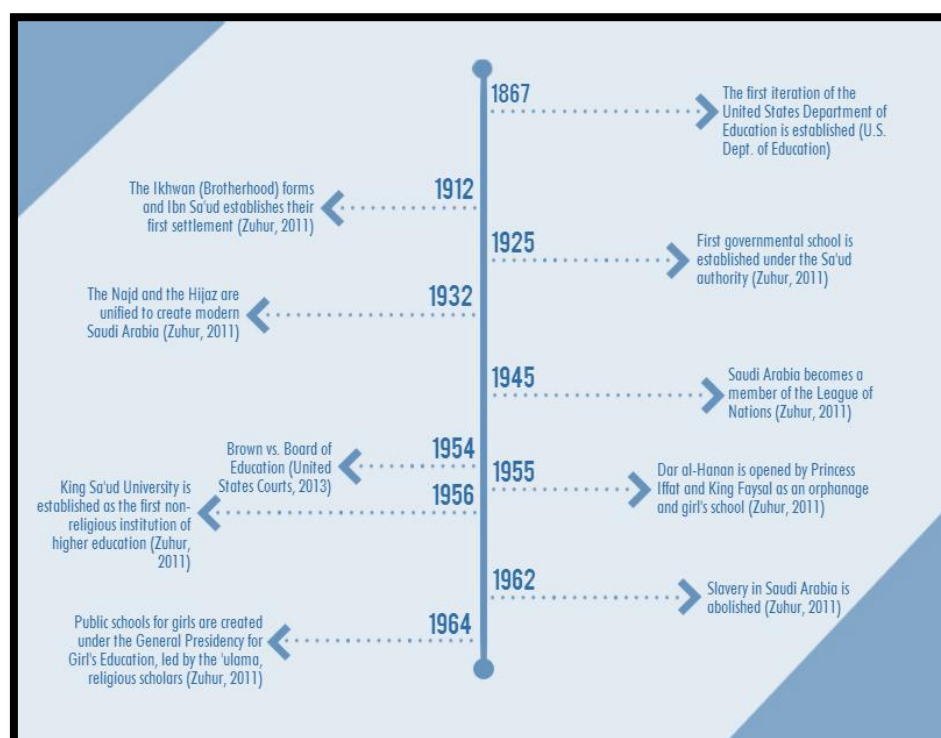 1867
The first iteration of the
United States Department of
Education is established (U.S.
Dept. of Education)
1912
The Ikhwan (Brotherhood) forms
and Ibn Sa'ud establishes their
first settlement (Zuhur, 2011)
1925
First governmental school is
established under the Sa'ud
authority (Zuhur, 2011)
1932
The Najd and the Hijaz are
unified to create modern
Saudi Arabia (Zuhur, 2011)
1945
Saudi Arabia becomes a
member of the League of
Nations (Zuhur, 2011)
1954
Brown vs. Board of
Education (United
States Courts, 2013)
1955
Dar al-Hanan is opened by Princess
Iffat and King Faysal as an orphanage
and girl's school (Zuhur, 2011)
1956
King Sa'ud University is
established as the first non-
religious institution of
higher education (Zuhur,
2011)
1962
Slavery in Saudi Arabia is
abolished (Zuhur, 2011)
1964
Public schools for girls are created
under the General Presidency for
Girl's Education, led by the 'ulama,
religious scholars (Zuhur, 2011)